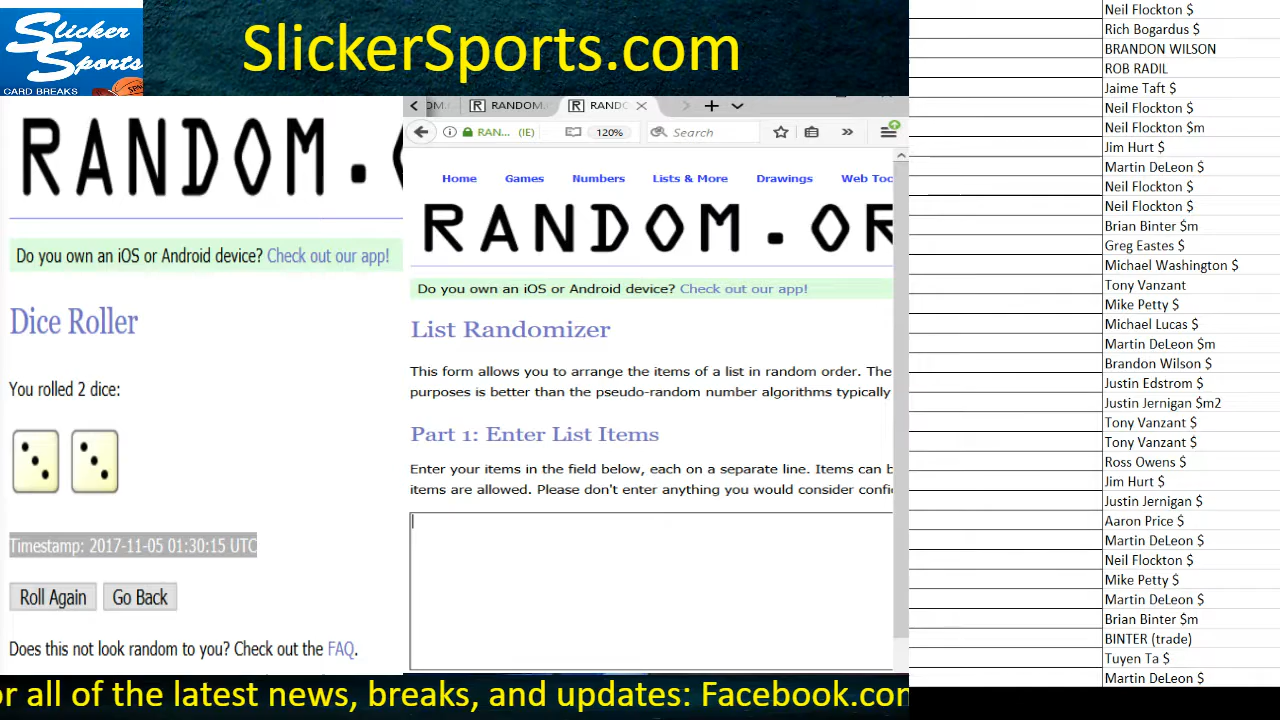 Slicker
Sports
CARD BREAKS
SlickerSports.com
RANDOM.
Do you own an iOS or Android device? Check out our app!
Dice Roller
You rolled 2 dice:
Timestamp: 2017-11-05 01:30:15 UTC
Roll Again Go Back
Does this not look random to you? Check out the FAQ.
RANDOM. RANDO
RAN... (IE) 120% Search
Home Games Numbers Lists & More Drawings Web Too
RANDOM.OR
Do you own an iOS or Android device? Check out our app!
List Randomizer
This form allows you to arrange the items of a list in random order. The
purposes is better than the pseudo-random number algorithms typically
Part 1: Enter List Items
Enter your items in the field below, each on a separate line. Items can b
items are allowed. Please don't enter anything you would consider confi
Neil Flockton $
Rich Bogardus $
BRANDON WILSON
ROB RADIL
Jaime Taft $
Neil Flockton $
Neil Flockton $m
Jim Hurt $
Martin DeLeon $
Neil Flockton $
Neil Flockton $
Brian Binter $m
Greg Eastes $
Michael Washington $
Tony Vanzant
Mike Petty $
Michael Lucas $
Martin DeLeon $m
Brandon Wilson $
Justin Edstrom $
Justin Jernigan $m2
Tony Vanzant $
Tony Vanzant $
Ross Owens $
Jim Hurt $
Justin Jernigan $
Aaron Price $
Martin DeLeon $
Neil Flockton $
Mike Petty $
Martin DeLeon $
Brian Binter $m
BINTER (trade)
Tuyen Ta $
Martin DeLeon $
or all of the latest news, breaks, and updates: Facebook.con